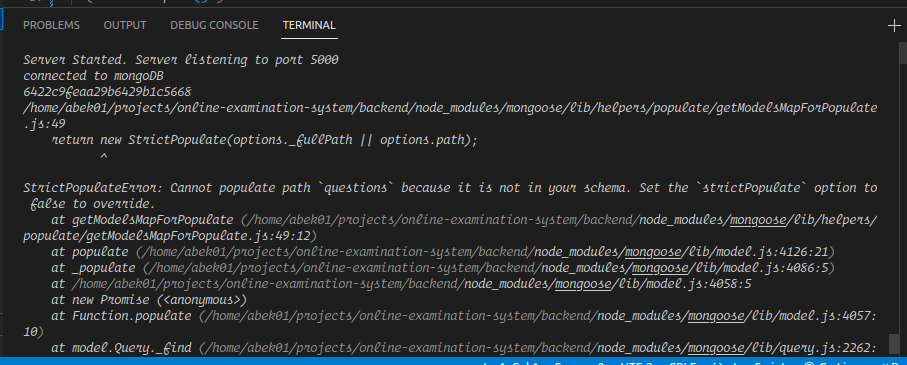 PROBLEMS OUTPUT DEBUG CONSOLE TERMINAL
Server Started. Server listening to port 5000
connected to mongoDB
6422c9feaa29b6429b1c5668
/home/abek01/projects/online-examination-system/backend/node_modules/mongoose/lib/helpers/populate/getModelsMapForPopulate
.js:49
return new StrictPopulate(options._fullPath || options.path);
^
StrictPopulateError: Cannot populate path `questions` because it is not in your schema. Set the `strictPopulate` option to
false to override.
at getModelsMapForPopulate (/home/abek01/projects/online-examination-system/backend/node_modules/mongoose/lib/helpers/
populate/getModelsMapForPopulate.js:49:12)
at populate (/home/abek01/projects/online-examination-system/backend/node_modules/mongoose/lib/model.js:4126:21)
at _populate (/home/abek01/projects/online-examination-system/backend/node_modules/mongoose/lib/model.js:4086:5)
at /home/abek01/projects/online-examination-system/backend/node_modules/mongoose/lib/model.js:4058:5
at new Promise (<anonymous>)
at Function.populate (/home/abek01/projects/online-examination-system/backend/node_modules/mongoose/lib/model.js:4057:
10)
at model.Query._find (/home/abek01/projects/online-examination-system/backend/node_modules/mongoose/lib/query.js:2262: